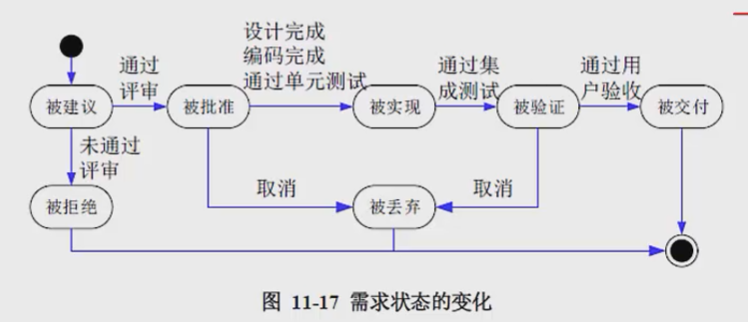 设计完成
编码完成
通过单元测试
通过
评审
通过集
成测试
通过用
户验收
被建议
被批准
被实现
被验证
被交付
未通过
评审
取消
取消
被拒绝
被丢弃
图 11-17 需求状态的变化